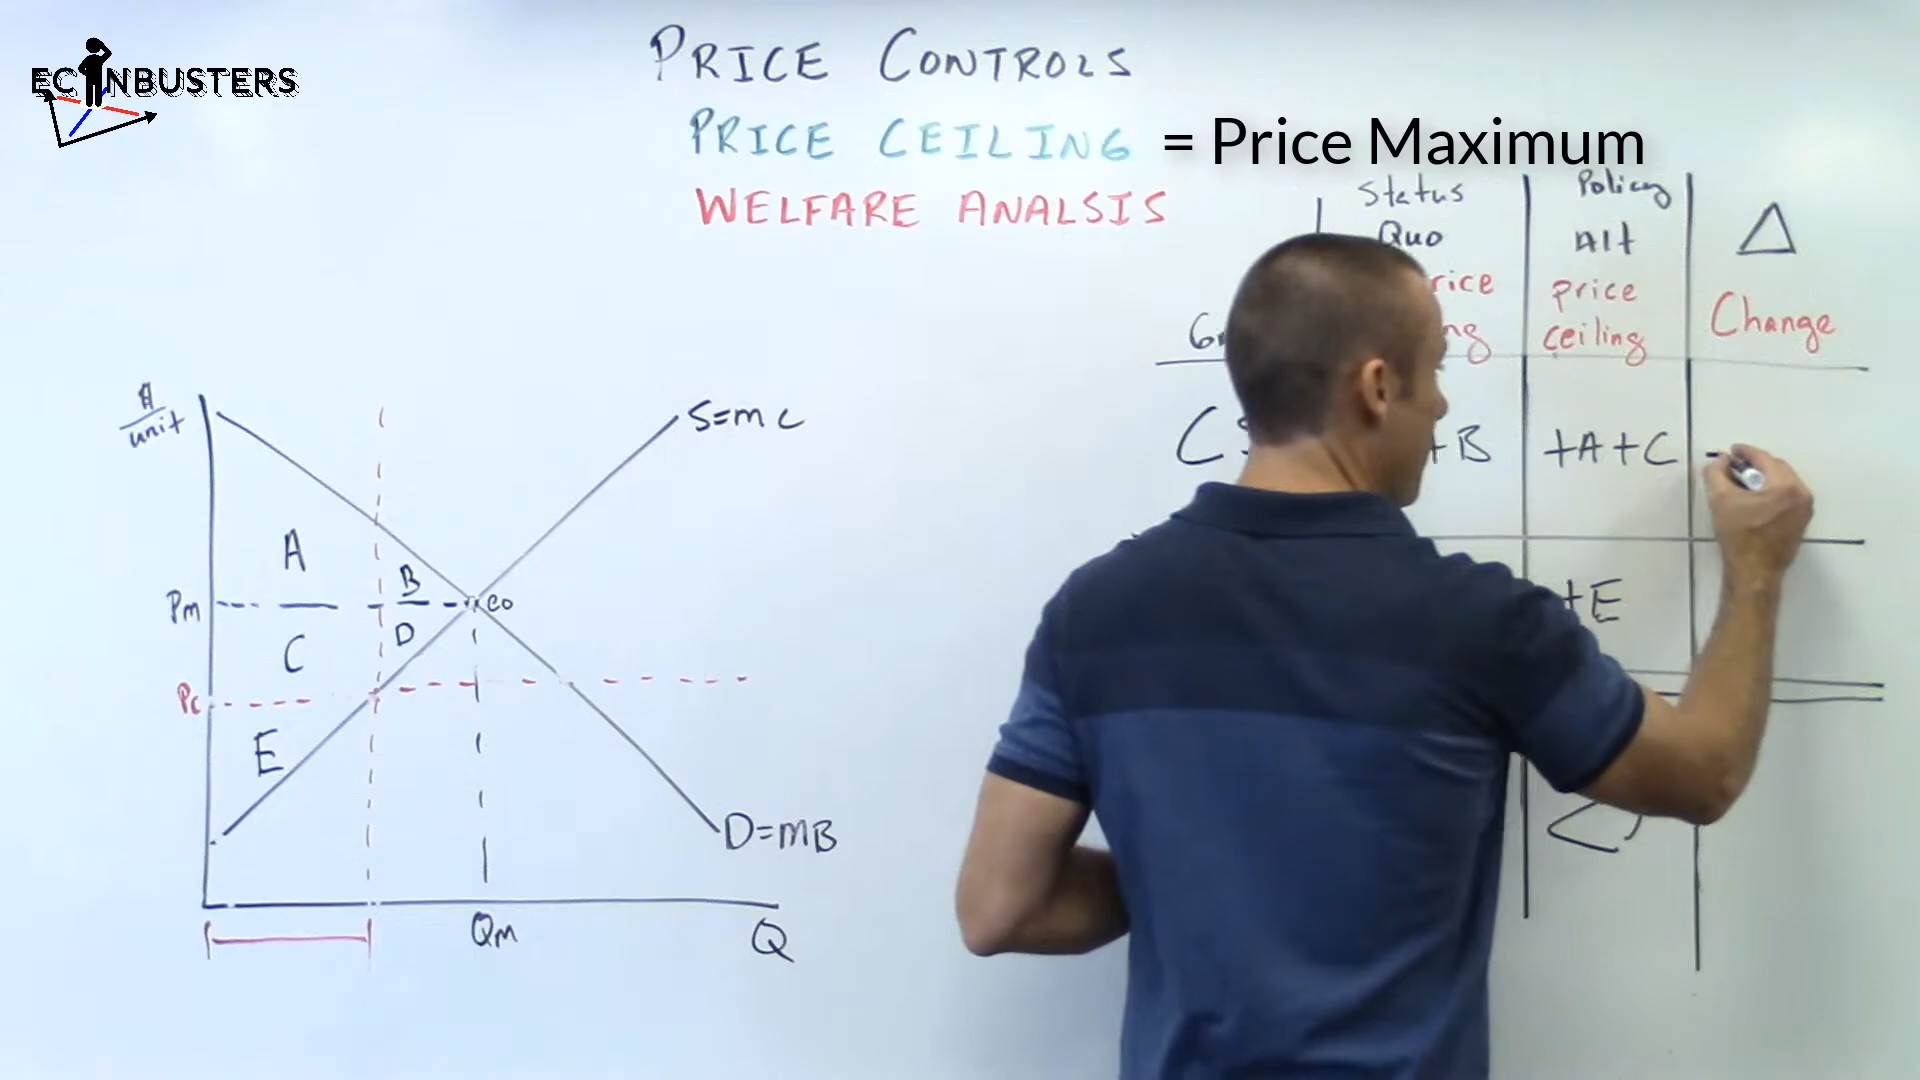 ECONBUSTERS
PRICE CONTROLS
PRICE CEILING = Price Maximum
WELFARE ANALSIS
Status
Quo
Policy
Alt
Δ
price
ceiling
Change
+B
+A+C
-
+E
$
unit
S=MC
A
B
Pm
eo
C
D
Pc
E
D=MB
Qm
Q